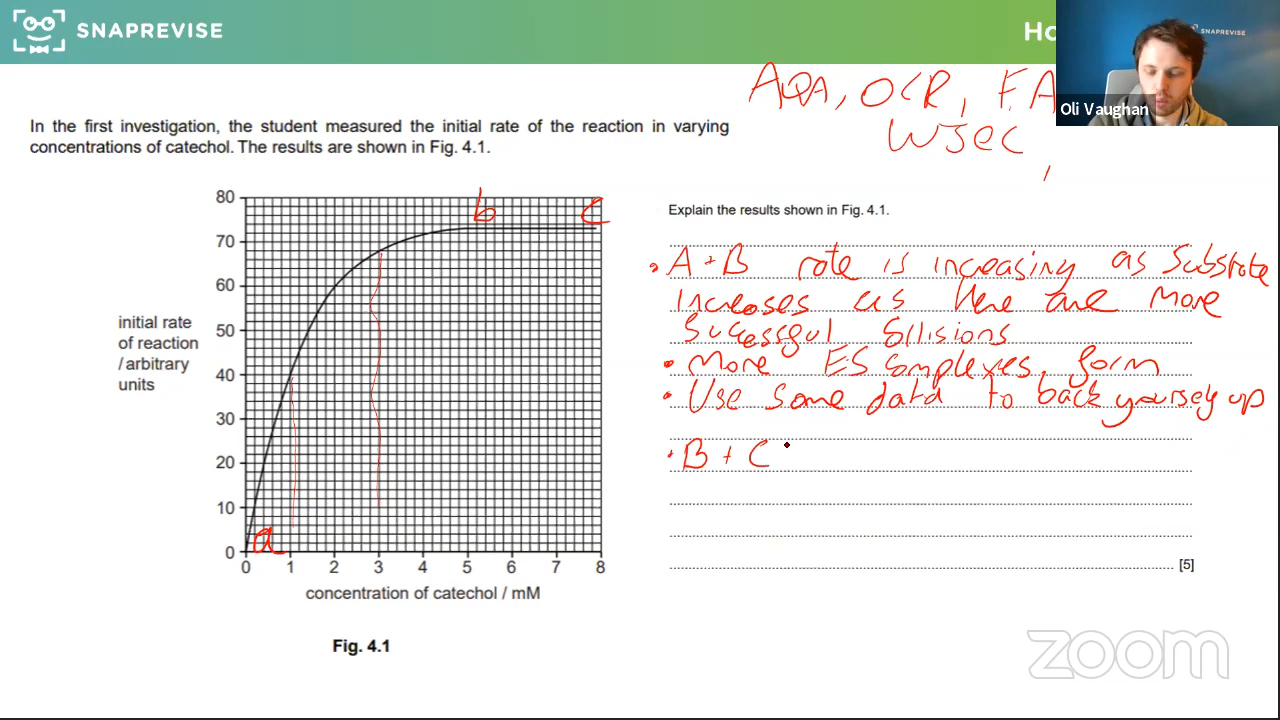 SNAPREVISE
Ho
SNAPREVISE
Oli Vaughan
AQA, OCR, EA
WJEC
,
In the first investigation, the student measured the initial rate of the reaction in varying
concentrations of catechol. The results are shown in Fig. 4.1.
80
70
60
50
40
30
20
10
0
initial rate
of reaction
/ arbitrary
units
a
b
c
0 1 2 3 4 5 6 7 8
concentration of catechol / mM
Fig. 4.1
Explain the results shown in Fig. 4.1.
• A + B rate is increasing as Substrate
increases as there are More
Sucessgul Collisions
• More ES Complexes form
• Use Some data to back yourself up
• B + C
[5]
zoom